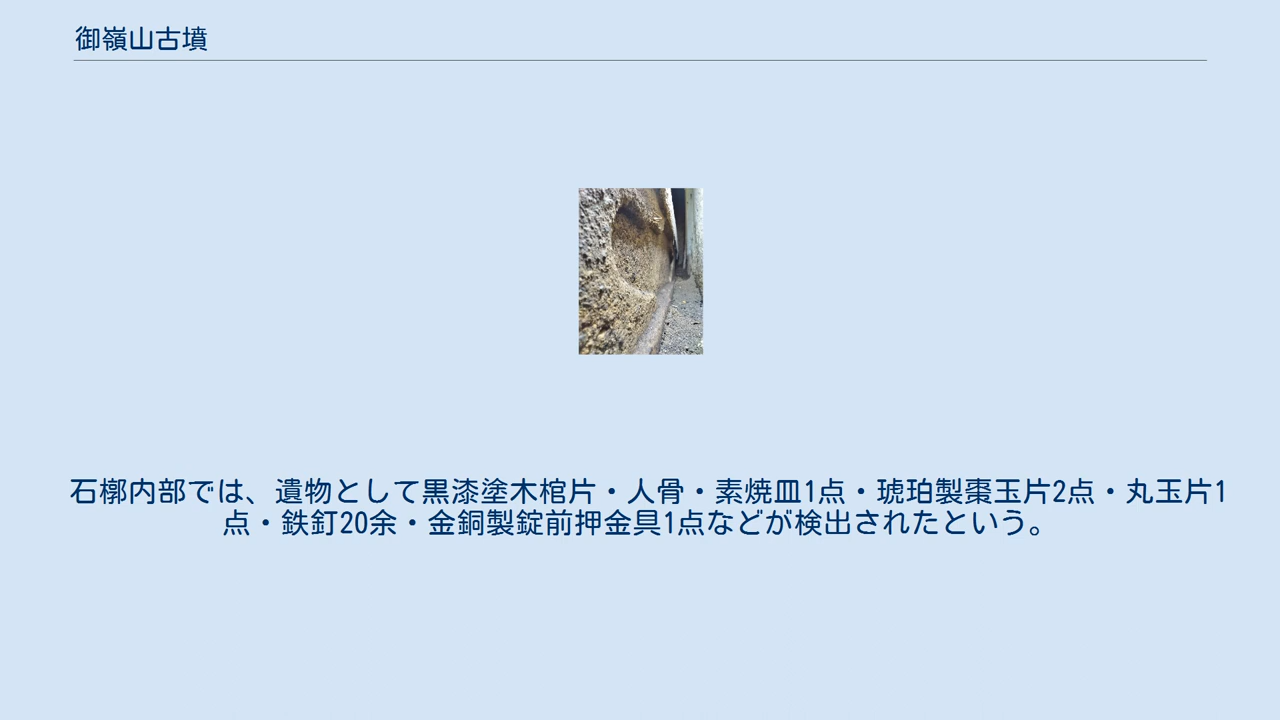 御嶺山古墳
石槨内部では、遺物として黒漆塗木棺片・人骨・素焼皿1点・琥珀製棗玉片2点・丸玉片1
点・鉄釘20余・金銅製錠前押金具1点などが検出されたという。